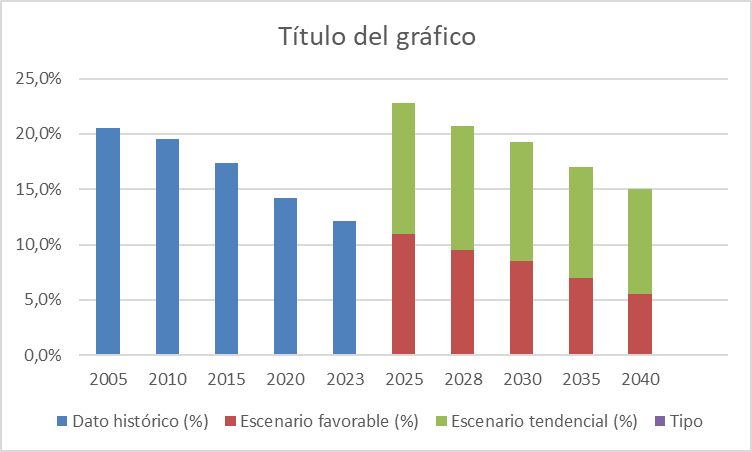 Título del gráfico
25,0%
20,0%
15,0%
10,0%
5,0%
0,0%
2005 2010 2015 2020 2023 2025 2028 2030 2035 2040
Dato histórico (%) Escenario favorable (%) Escenario tendencial (%) Tipo